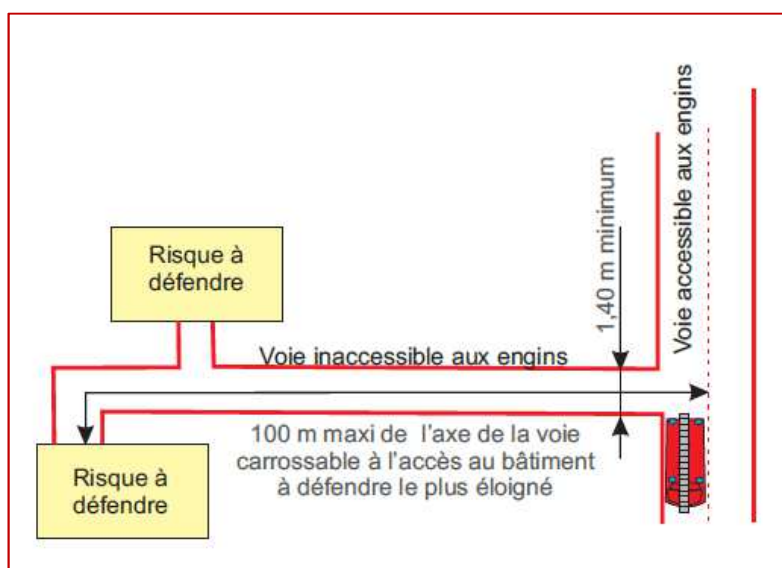 Voie accessible aux engins
1,40 m minimum
Risque à
défendre
Voie inaccessible aux engins
100 m maxi de l'axe de la voie
carrossable à l'accès au bâtiment
à défendre le plus éloigné
Risque à
défendre